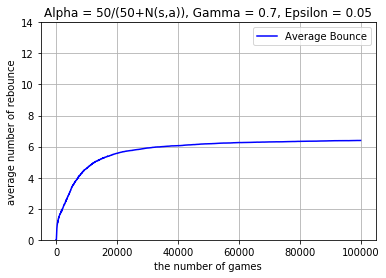 Alpha = 50/(50+N(s,a)), Gamma = 0.7, Epsilon = 0.05
Average Bounce
average number of rebounce
14
12
10
8
6
4
2
0
0 20000 40000 60000 80000 100000
the number of games